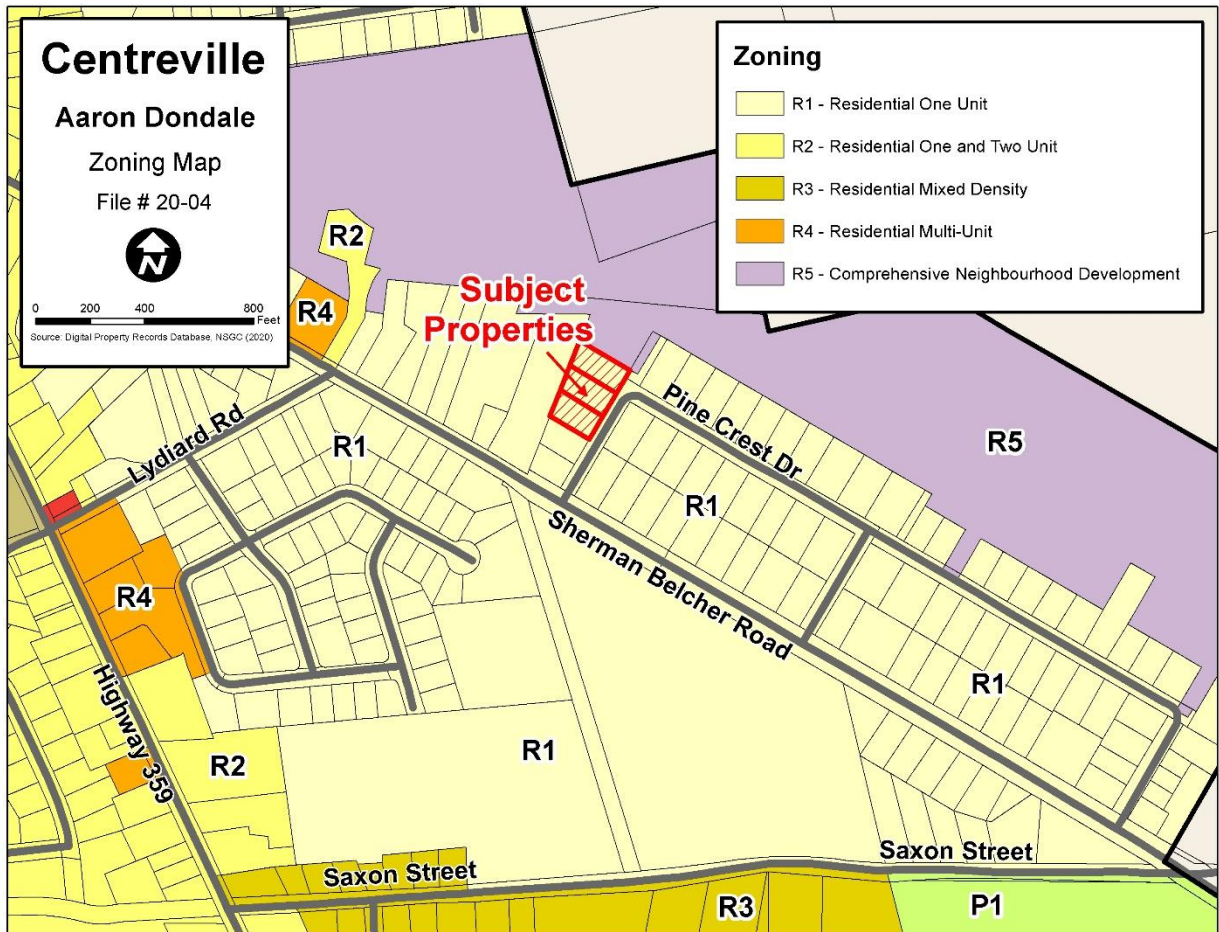 Centreville
Aaron Dondale
Zoning Map
File # 20-04
N
0 200 400 800
Feet
Source: Digital Property Records Database, NSGC (2020)
Zoning
R1 - Residential One Unit
R2 - Residential One and Two Unit
R3 - Residential Mixed Density
R4 - Residential Multi-Unit
R5 - Comprehensive Neighbourhood Development
R2
R4
Subject
Properties
Lydiard Rd
R1
Pine Crest Dr
R5
R1
Sherman Belcher Road
R4
R1
Highway 359
R2
R1
Saxon Street
Saxon Street
R3
P1